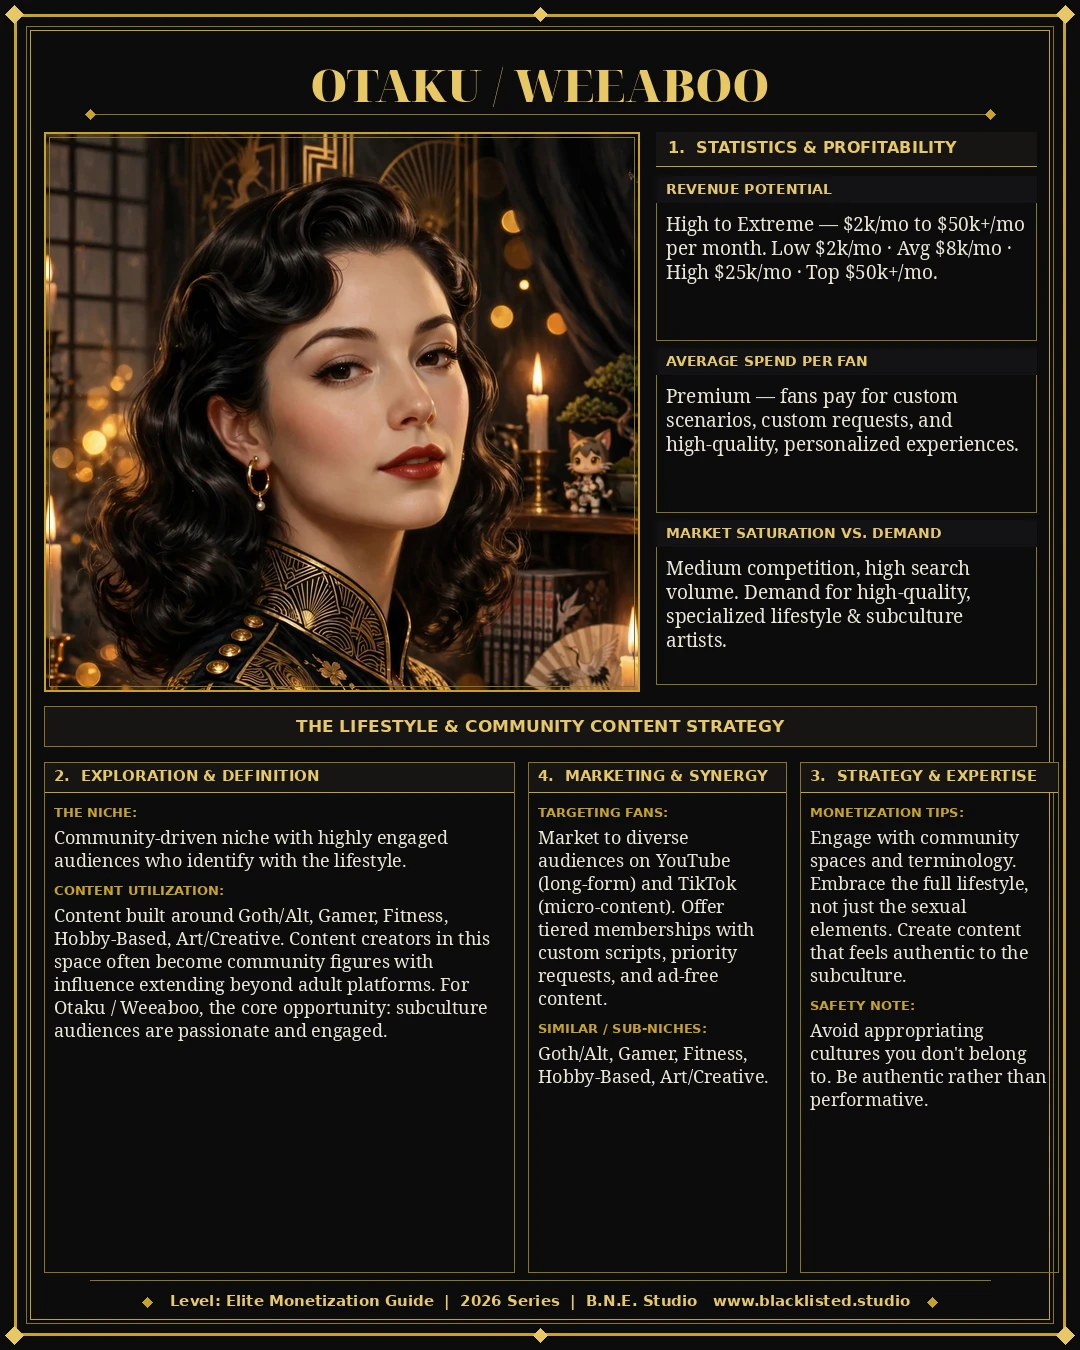 OTAKU / WEEABOO
1. STATISTICS & PROFITABILITY
REVENUE POTENTIAL
High to Extreme — $2k/mo to $50k+/mo
per month. Low $2k/mo · Avg $8k/mo ·
High $25k/mo · Top $50k+/mo.
AVERAGE SPEND PER FAN
Premium — fans pay for custom
scenarios, custom requests, and
high-quality, personalized experiences.
MARKET SATURATION VS. DEMAND
Medium competition, high search
volume. Demand for high-quality,
specialized lifestyle & subculture
artists.
THE LIFESTYLE & COMMUNITY CONTENT STRATEGY
2. EXPLORATION & DEFINITION
THE NICHE:
Community-driven niche with highly engaged
audiences who identify with the lifestyle.
CONTENT UTILIZATION:
Content built around Goth/Alt, Gamer, Fitness,
Hobby-Based, Art/Creative. Content creators in this
space often become community figures with
influence extending beyond adult platforms. For
Otaku / Weeaboo, the core opportunity: subculture
audiences are passionate and engaged.
4. MARKETING & SYNERGY
TARGETING FANS:
Market to diverse
audiences on YouTube
(long-form) and TikTok
(micro-content). Offer
tiered memberships with
custom scripts, priority
requests, and ad-free
content.
SIMILAR / SUB-NICHES:
Goth/Alt, Gamer, Fitness,
Hobby-Based, Art/Creative.
3. STRATEGY & EXPERTISE
MONETIZATION TIPS:
Engage with community
spaces and terminology.
Embrace the full lifestyle,
not just the sexual
elements. Create content
that feels authentic to the
subculture.
SAFETY NOTE:
Avoid appropriating
cultures you don't belong
to. Be authentic rather than
performative.
Level: Elite Monetization Guide | 2026 Series | B.N.E. Studio www.blacklisted.studio